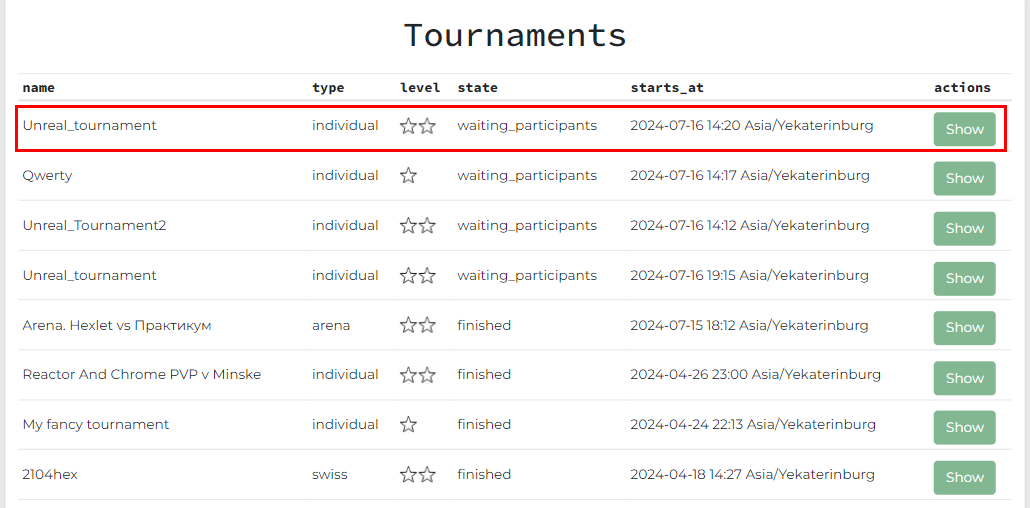 Tournaments
name type level state starts_at actions
Unreal_tournament individual waiting_participants 2024-07-16 14:20 Asia/Yekaterinburg Show
Qwerty individual waiting_participants 2024-07-16 14:17 Asia/Yekaterinburg Show
Unreal_Tournament2 individual waiting_participants 2024-07-16 14:12 Asia/Yekaterinburg Show
Unreal_tournament individual waiting_participants 2024-07-16 19:15 Asia/Yekaterinburg Show
Arena. Hexlet vs Практикум arena finished 2024-07-15 18:12 Asia/Yekaterinburg Show
Reactor And Chrome PVP v Minske individual finished 2024-04-26 23:00 Asia/Yekaterinburg Show
My fancy tournament individual finished 2024-04-24 22:13 Asia/Yekaterinburg Show
2104hex swiss finished 2024-04-18 14:27 Asia/Yekaterinburg Show